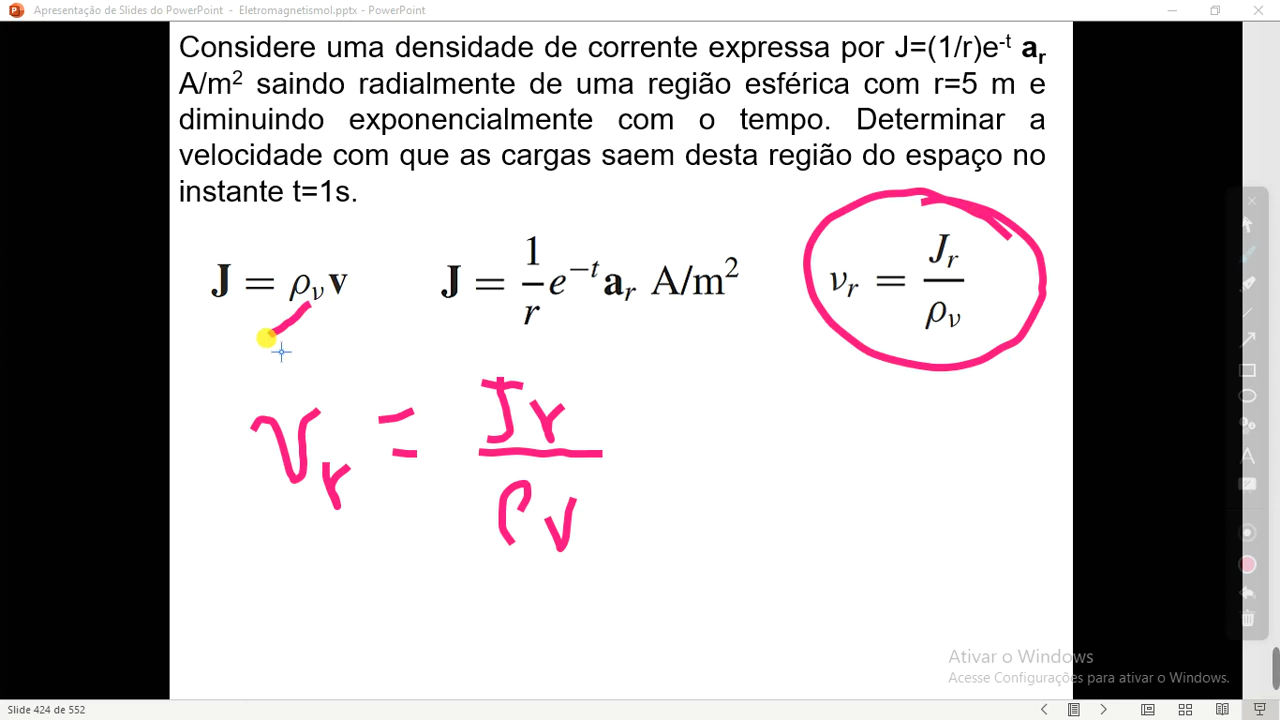 Apresentação de Slides do PowerPoint - Eletromagnetismol.pptx - PowerPoint
Considere uma densidade de corrente expressa por J=(1/r)e⁻ᵗ aᵣ
A/m² saindo radialmente de uma região esférica com r=5 m e
diminuindo exponencialmente com o tempo. Determinar a
velocidade com que as cargas saem desta região do espaço no
instante t=1s.
J = ρᵥv J = 1/r e⁻ᵗ aᵣ A/m² νᵣ = Jᵣ/ρᵥ
Vr = Jr/ρv
Ativar o Windows
Acesse Configurações para ativar o Windows.
Slide 424 de 552